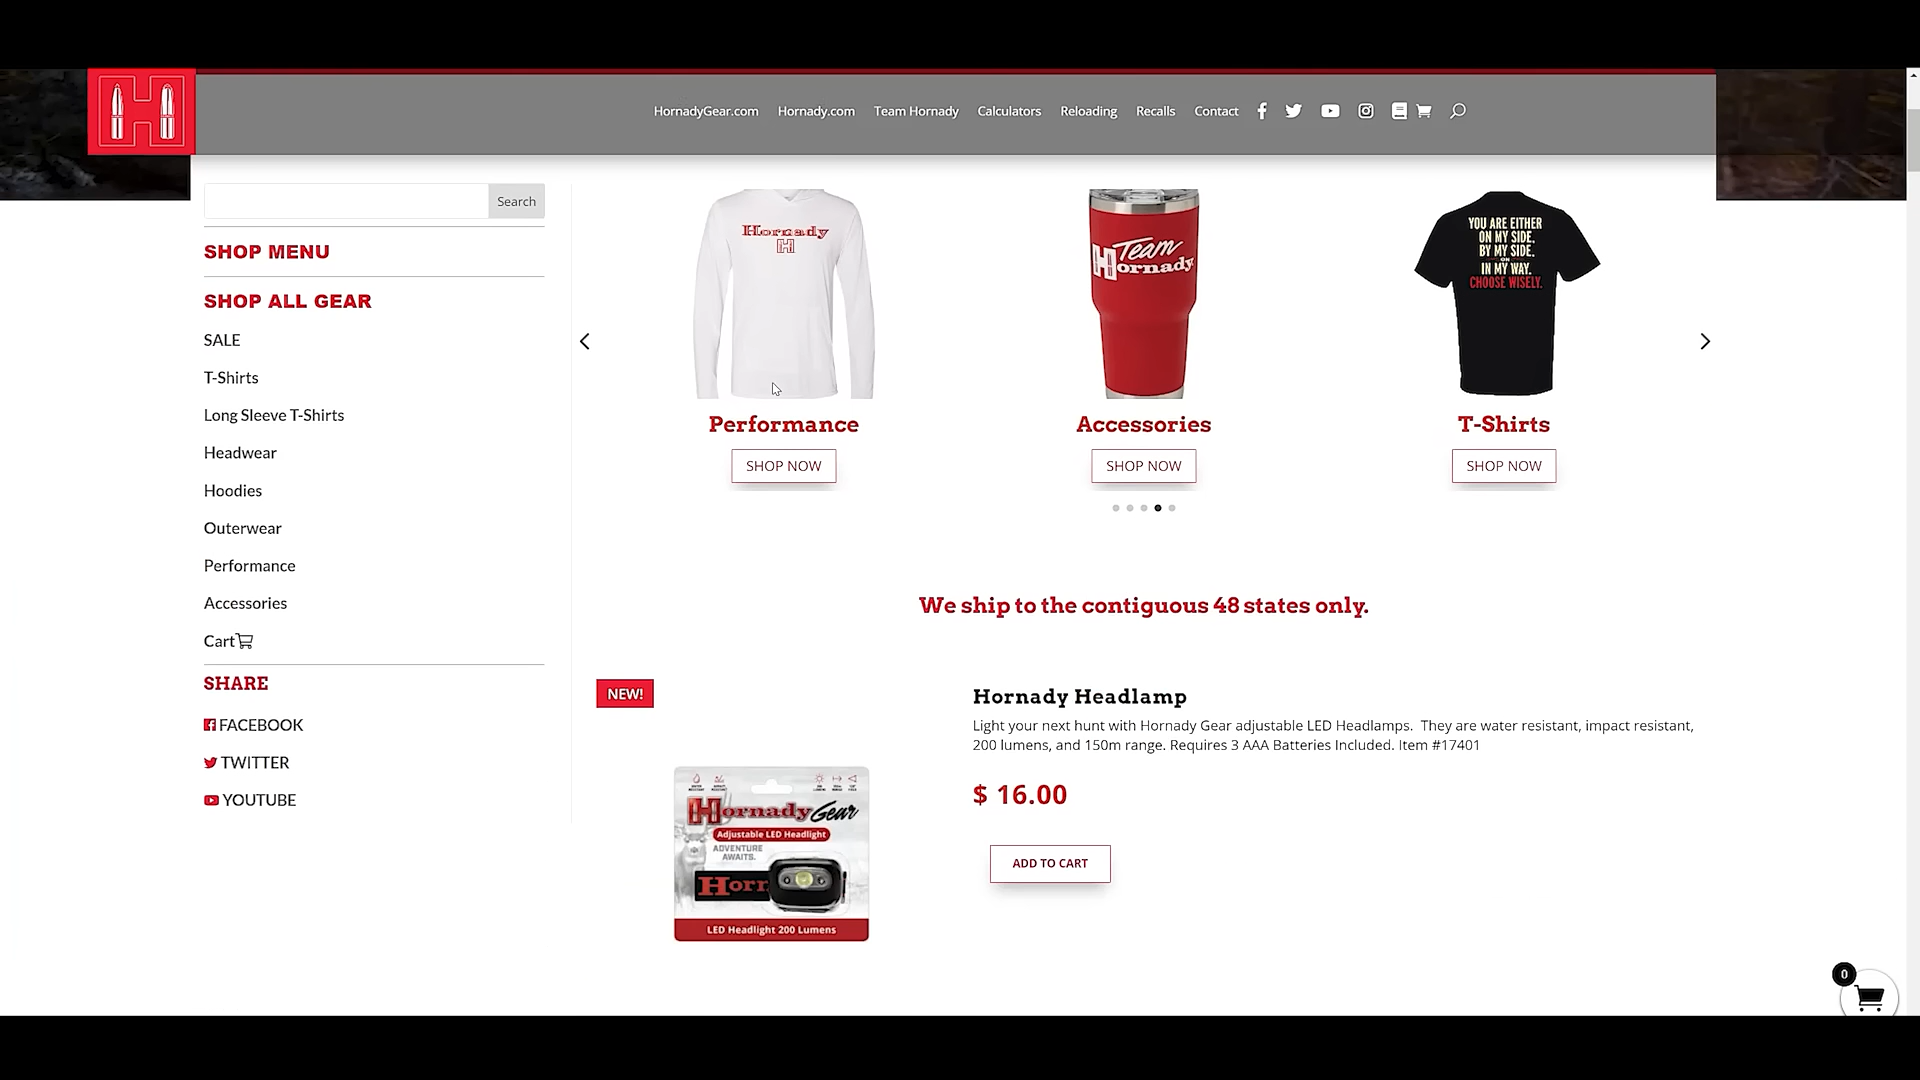 HornadyGear.com Hornady.com Team Hornady Calculators Reloading Recalls Contact
Search
SHOP MENU
SHOP ALL GEAR
SALE
T-Shirts
Long Sleeve T-Shirts
Headwear
Hoodies
Outerwear
Performance
Accessories
Cart
SHARE
FACEBOOK
TWITTER
YOUTUBE
Hornady
H
Performance
SHOP NOW
Team
Hornady
Accessories
SHOP NOW
YOU ARE EITHER
ON MY SIDE,
BY MY SIDE,
OR
IN MY WAY.
CHOOSE WISELY.
T-Shirts
SHOP NOW
We ship to the contiguous 48 states only.
NEW!
Hornady Gear
Adjustable LED Headlight
ADVENTURE
AWAITS.
Horn
LED Headlight 200 Lumens
Hornady Headlamp
Light your next hunt with Hornady Gear adjustable LED Headlamps. They are water resistant, impact resistant,
200 lumens, and 150m range. Requires 3 AAA Batteries Included. Item #17401
$ 16.00
ADD TO CART
0